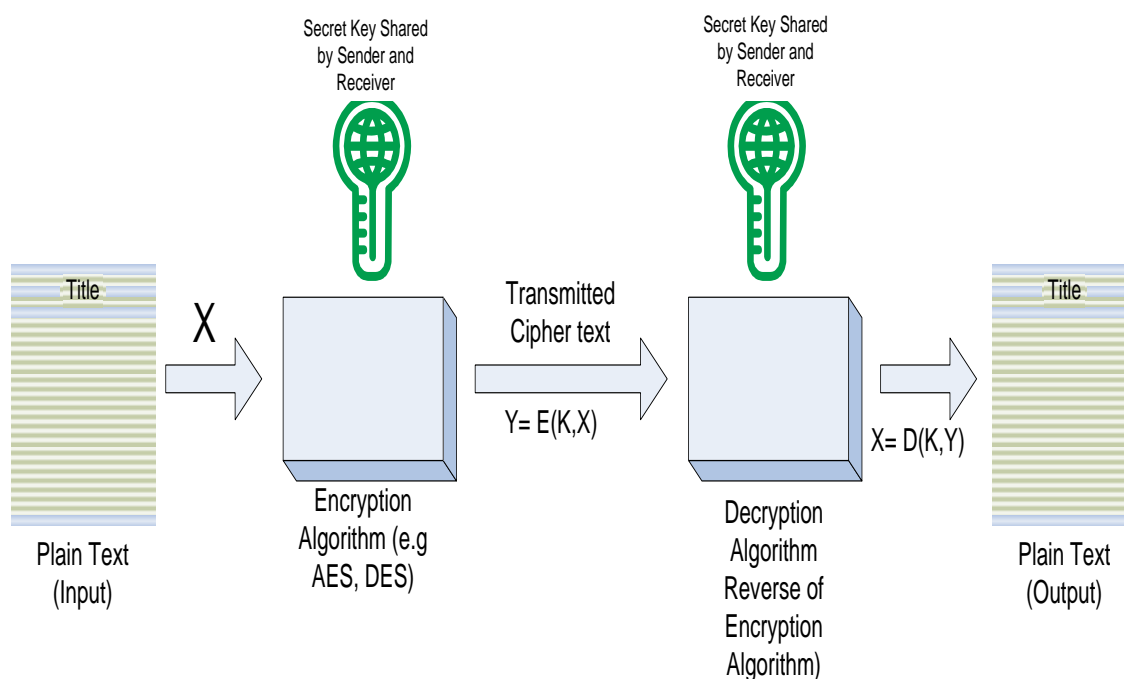 Secret Key Shared
by Sender and
Receiver
Secret Key Shared
by Sender and
Receiver
Title
X
Transmitted
Cipher text
Y= E(K,X)
X= D(K,Y)
Title
Plain Text
(Input)
Encryption
Algorithm (e.g
AES, DES)
Decryption
Algorithm
Reverse of
Encryption
Algorithm)
Plain Text
(Output)